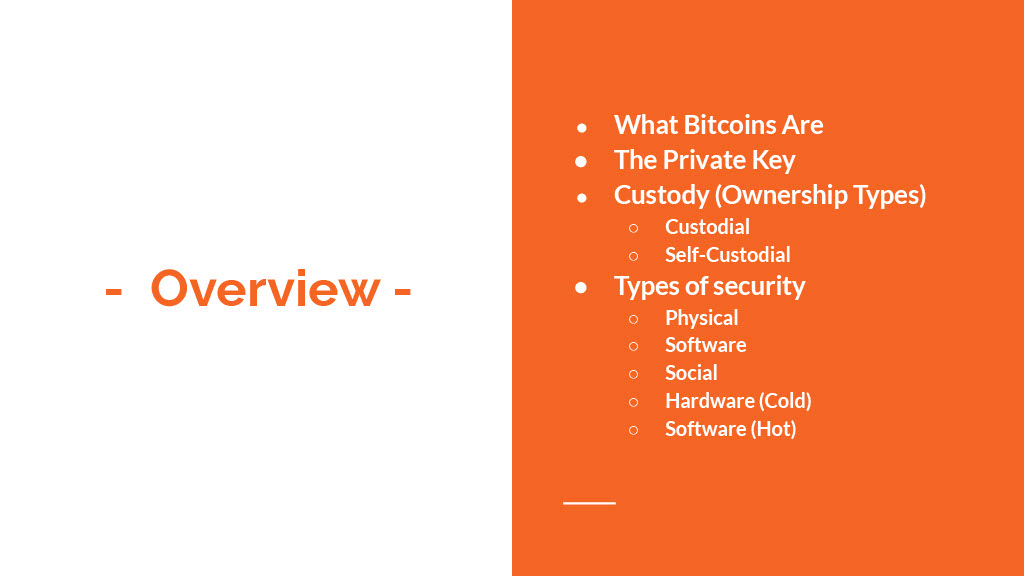 - Overview -
● What Bitcoins Are
● The Private Key
● Custody (Ownership Types)
○ Custodial
○ Self-Custodial
● Types of security
○ Physical
○ Software
○ Social
○ Hardware (Cold)
○ Software (Hot)